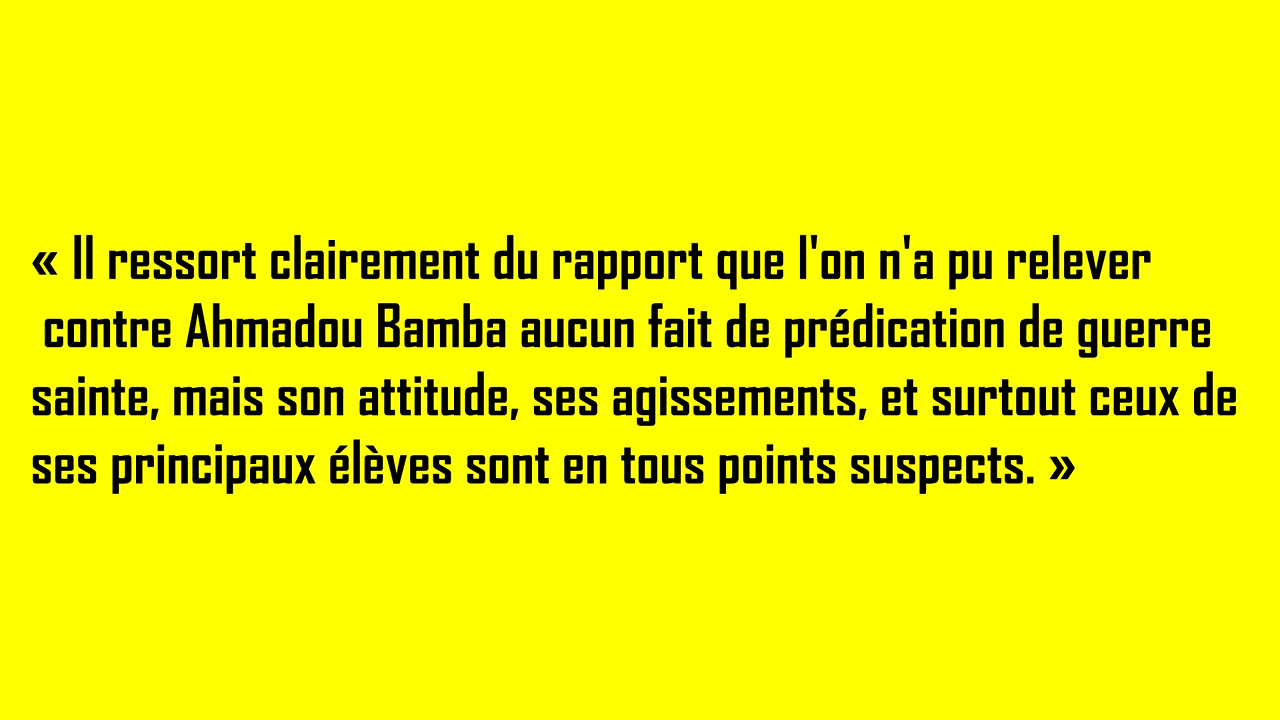 « Il ressort clairement du rapport que l'on n'a pu relever
contre Ahmadou Bamba aucun fait de prédication de guerre
sainte, mais son attitude, ses agissements, et surtout ceux de
ses principaux élèves sont en tous points suspects. »